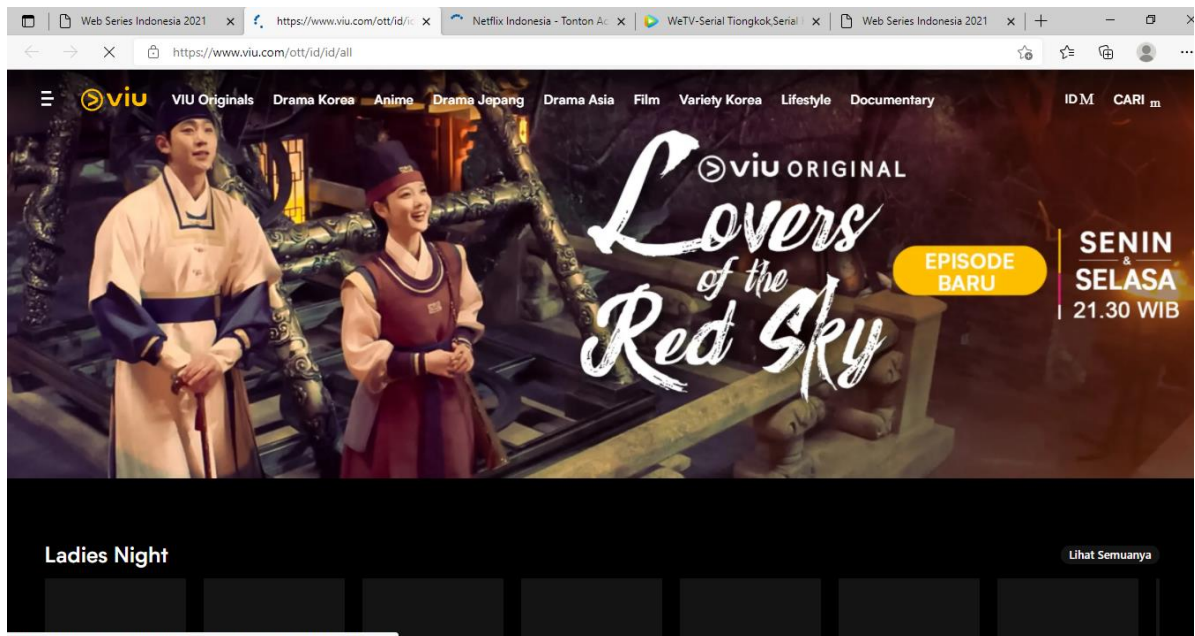 Web Series Indonesia 2021
https://www.viu.com/ott/id/ic
Netflix Indonesia - Tonton Ac
WeTV-Serial Tiongkok,Serial
Web Series Indonesia 2021
https://www.viu.com/ott/id/id/all
viu
VIU Originals Drama Korea Anime Drama Jepang Drama Asia Film Variety Korea Lifestyle Documentary
ID M CARI m
viu ORIGINAL
Lovers
of the
Red Sky
EPISODE
BARU
SENIN
&
SELASA
21.30 WIB
Ladies Night
Lihat Semuanya